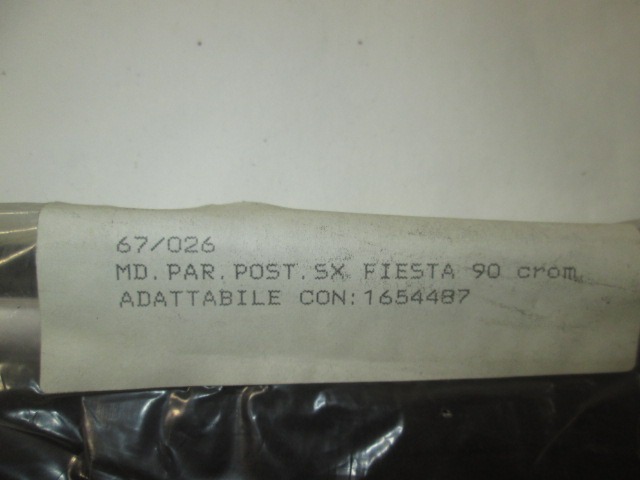 67/026
MD.PAR.POST.SX FIESTA 90 crom.
ADATTABILE CON:1654487